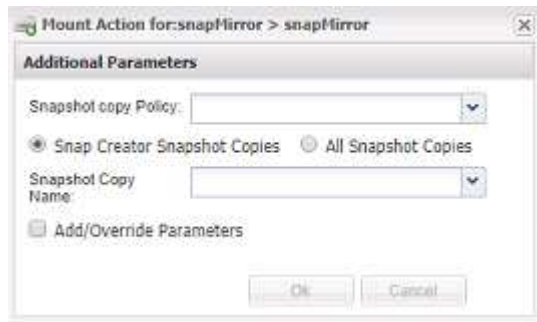 Mount Action for:snapMirror > snapMirror
Additional Parameters
Snapshot copy Policy:
Snap Creator Snapshot Copies All Snapshot Copies
Snapshot Copy
Name:
Add/Override Parameters
Ok Cancel